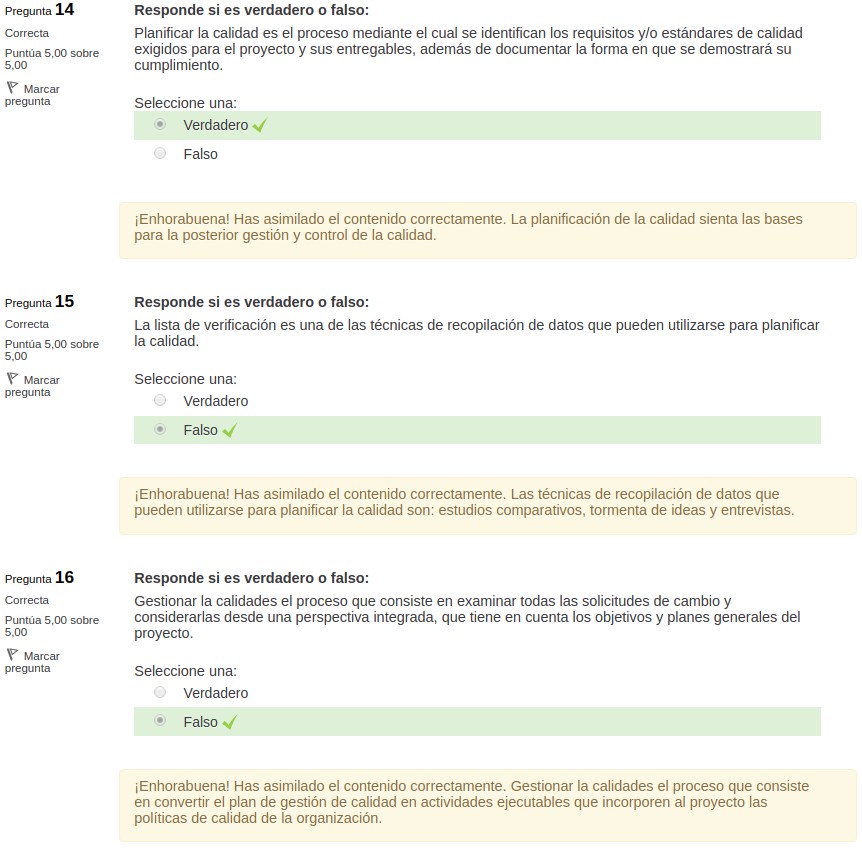 Pregunta 14
Correcta
Puntúa 5,00 sobre
5,00
Marcar
pregunta
Responde si es verdadero o falso:
Planificar la calidad es el proceso mediante el cual se identifican los requisitos y/o estándares de calidad
exigidos para el proyecto y sus entregables, además de documentar la forma en que se demostrará su
cumplimiento.
Seleccione una:
Verdadero
Falso
¡Enhorabuena! Has asimilado el contenido correctamente. La planificación de la calidad sienta las bases
para la posterior gestión y control de la calidad.
Pregunta 15
Correcta
Puntúa 5,00 sobre
5,00
Marcar
pregunta
Responde si es verdadero o falso:
La lista de verificación es una de las técnicas de recopilación de datos que pueden utilizarse para planificar
la calidad.
Seleccione una:
Verdadero
Falso
¡Enhorabuena! Has asimilado el contenido correctamente. Las técnicas de recopilación de datos que
pueden utilizarse para planificar la calidad son: estudios comparativos, tormenta de ideas y entrevistas.
Pregunta 16
Correcta
Puntúa 5,00 sobre
5,00
Marcar
pregunta
Responde si es verdadero o falso:
Gestionar la calidades el proceso que consiste en examinar todas las solicitudes de cambio y
considerarlas desde una perspectiva integrada, que tiene en cuenta los objetivos y planes generales del
proyecto.
Seleccione una:
Verdadero
Falso
¡Enhorabuena! Has asimilado el contenido correctamente. Gestionar la calidades el proceso que consiste
en convertir el plan de gestión de calidad en actividades ejecutables que incorporen al proyecto las
políticas de calidad de la organización.